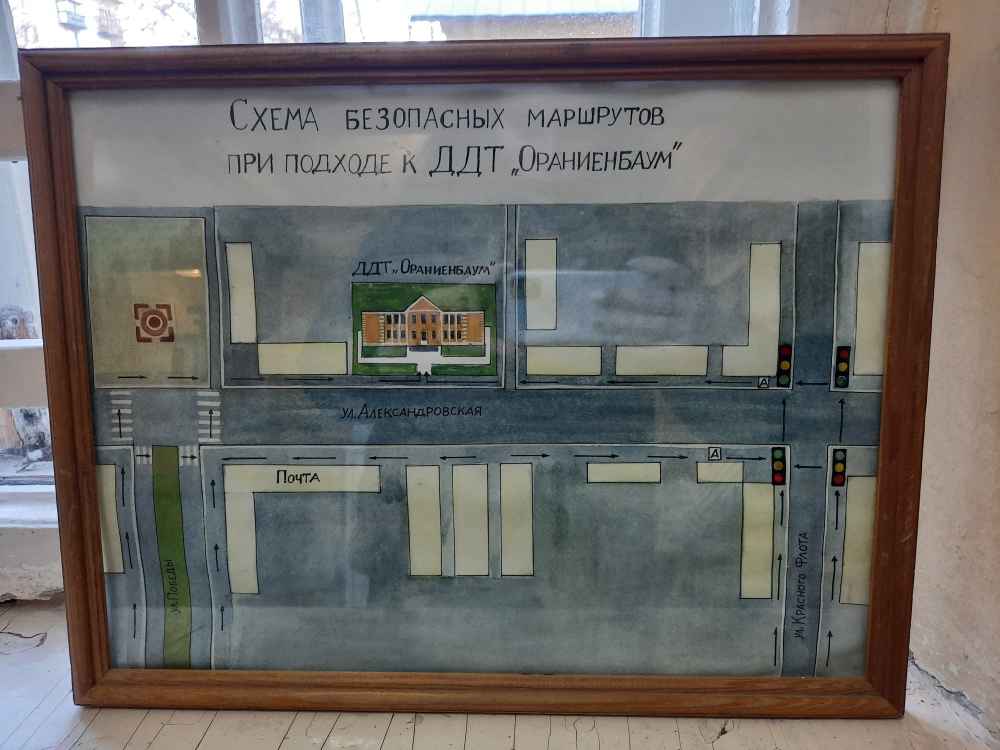 Схема безопасных маршрутов
при подходе к ДДТ „Ораниенбаум"
ДДТ „Ораниенбаум"
А
ул. Александровская
А
Почта
ул. Победы
ул. Красного Флота